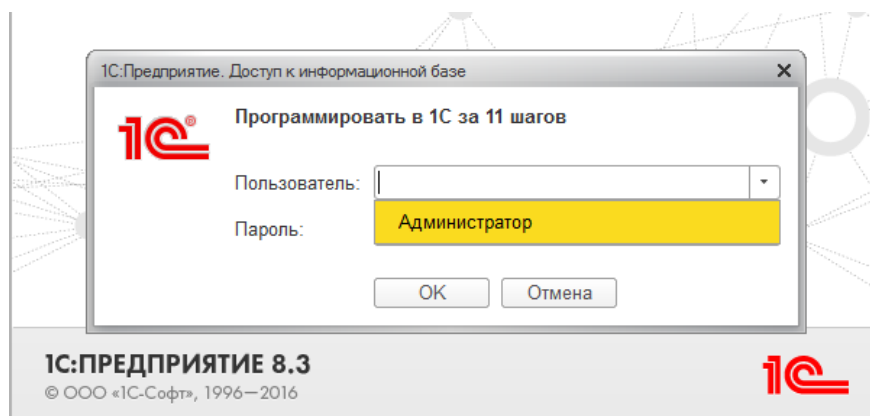 1С:Предприятие. Доступ к информационной базе
1С®
Программировать в 1С за 11 шагов
Пользователь:
Администратор
Пароль:
OK Отмена
1С:ПРЕДПРИЯТИЕ 8.3
© ООО «1С-Софт», 1996—2016
1С